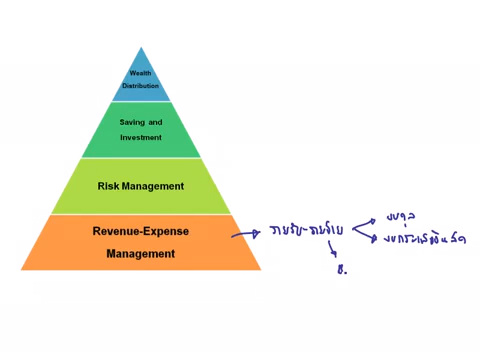 Wealth
Distribution
Saving and
Investment
Risk Management
Revenue-Expense
Management
รายรับ-รายจ่าย
งบดุล
งบกระแสเงินสด
ธ.